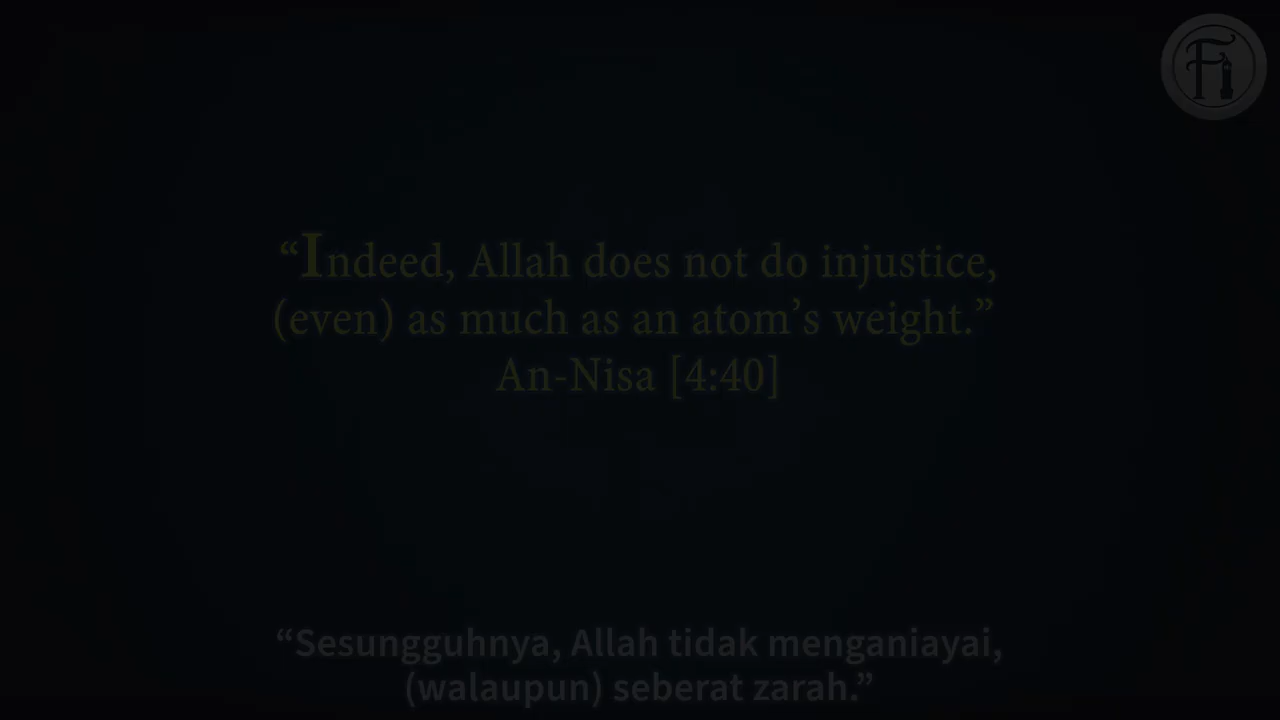 Fi
“Indeed, Allah does not do injustice,
(even) as much as an atom’s weight.”
An-Nisa [4:40]
“Sesungguhnya, Allah tidak menganiayai,
(walaupun) seberat zarah.”